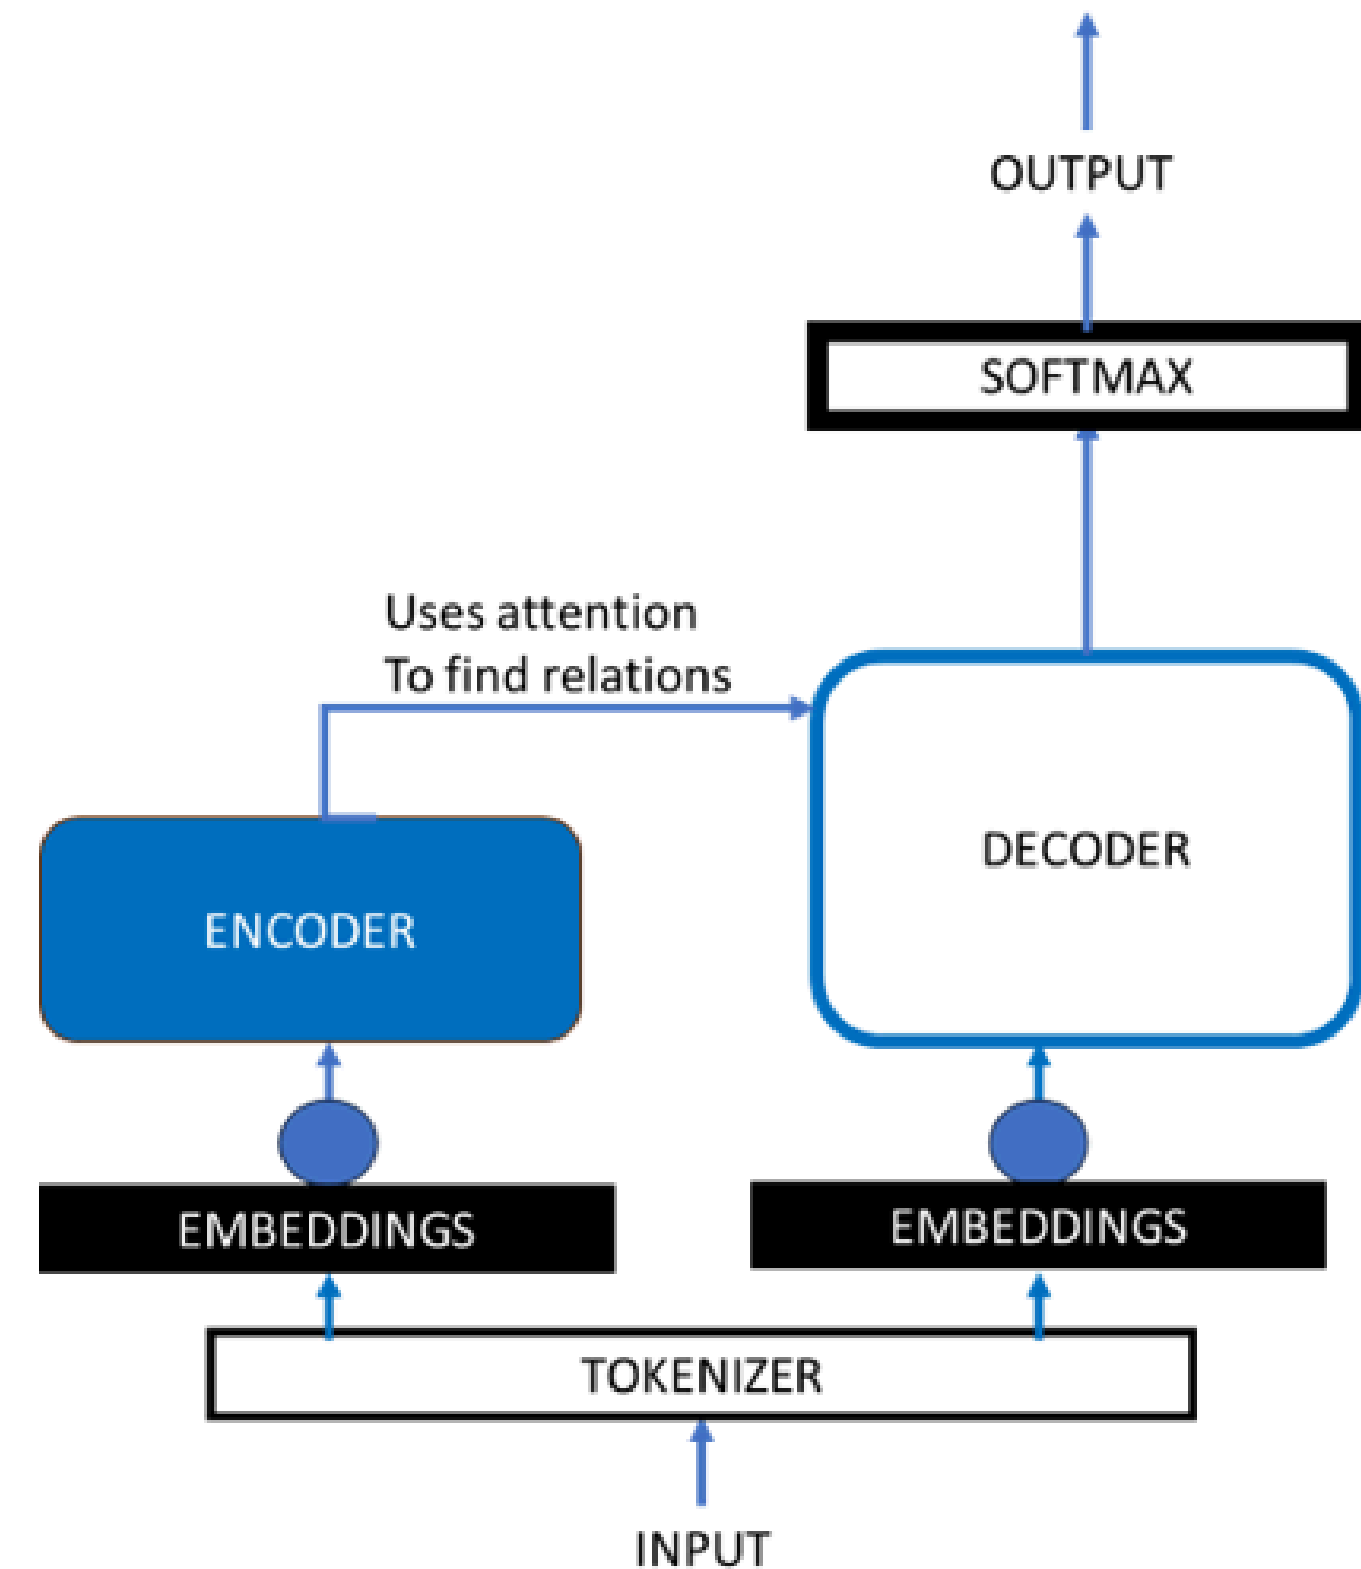 OUTPUT
SOFTMAX
Uses attention
To find relations
DECODER
ENCODER
EMBEDDINGS
EMBEDDINGS
TOKENIZER
INPUT